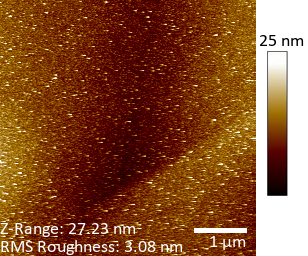 25 nm
Z-Range: 27.23 nm
RMS Roughness: 3.08 nm
1 µm